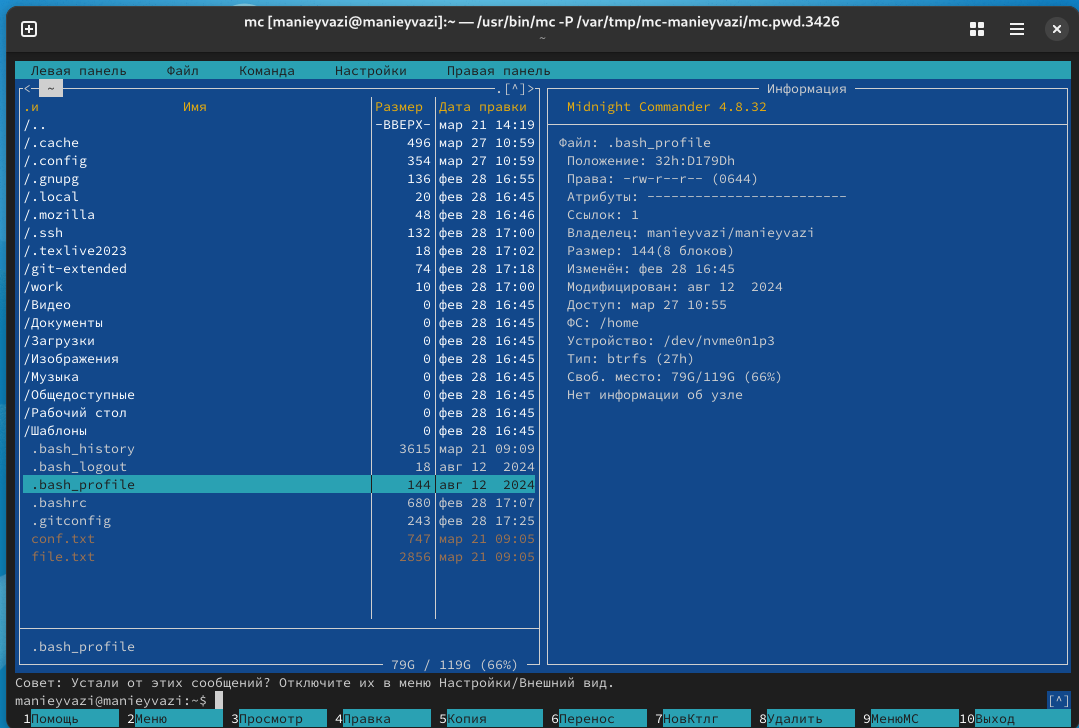 mc [manieyvazi@manieyvazi]:~ — /usr/bin/mc -P /var/tmp/mc-manieyvazi/mc.pwd.3426
~
Левая панель Файл Команда Настройки Правая панель
<─ ~ .[^]>
.и Имя Размер Дата правки
/.. -ВВЕРХ- мар 21 14:19
/.cache 496 мар 27 10:59
/.config 354 мар 27 10:59
/.gnupg 136 фев 28 16:55
/.local 20 фев 28 16:45
/.mozilla 48 фев 28 16:46
/.ssh 132 фев 28 17:00
/.texlive2023 18 фев 28 17:02
/git-extended 74 фев 28 17:18
/work 10 фев 28 17:00
/Видео 0 фев 28 16:45
/Документы 0 фев 28 16:45
/Загрузки 0 фев 28 16:45
/Изображения 0 фев 28 16:45
/Музыка 0 фев 28 16:45
/Общедоступные 0 фев 28 16:45
/Рабочий стол 0 фев 28 16:45
/Шаблоны 0 фев 28 16:45
.bash_history 3615 мар 21 09:09
.bash_logout 18 авг 12 2024
.bash_profile 144 авг 12 2024
.bashrc 680 фев 28 17:07
.gitconfig 243 фев 28 17:25
conf.txt 747 мар 21 09:05
file.txt 2856 мар 21 09:05
.bash_profile
79G / 119G (66%)
Информация
Midnight Commander 4.8.32
Файл: .bash_profile
Положение: 32h:D179Dh
Права: -rw-r--r-- (0644)
Атрибуты: -------------------------
Ссылок: 1
Владелец: manieyvazi/manieyvazi
Размер: 144(8 блоков)
Изменён: фев 28 16:45
Модифицирован: авг 12 2024
Доступ: мар 27 10:55
ФС: /home
Устройство: /dev/nvme0n1p3
Тип: btrfs (27h)
Своб. место: 79G/119G (66%)
Нет информации об узле
Совет: Устали от этих сообщений? Отключите их в меню Настройки/Внешний вид.
manieyvazi@manieyvazi:~$ [^]
1Помощь 2Меню 3Просмотр 4Правка 5Копия 6Перенос 7НовКтлг 8Удалить 9МенюMC 10Выход